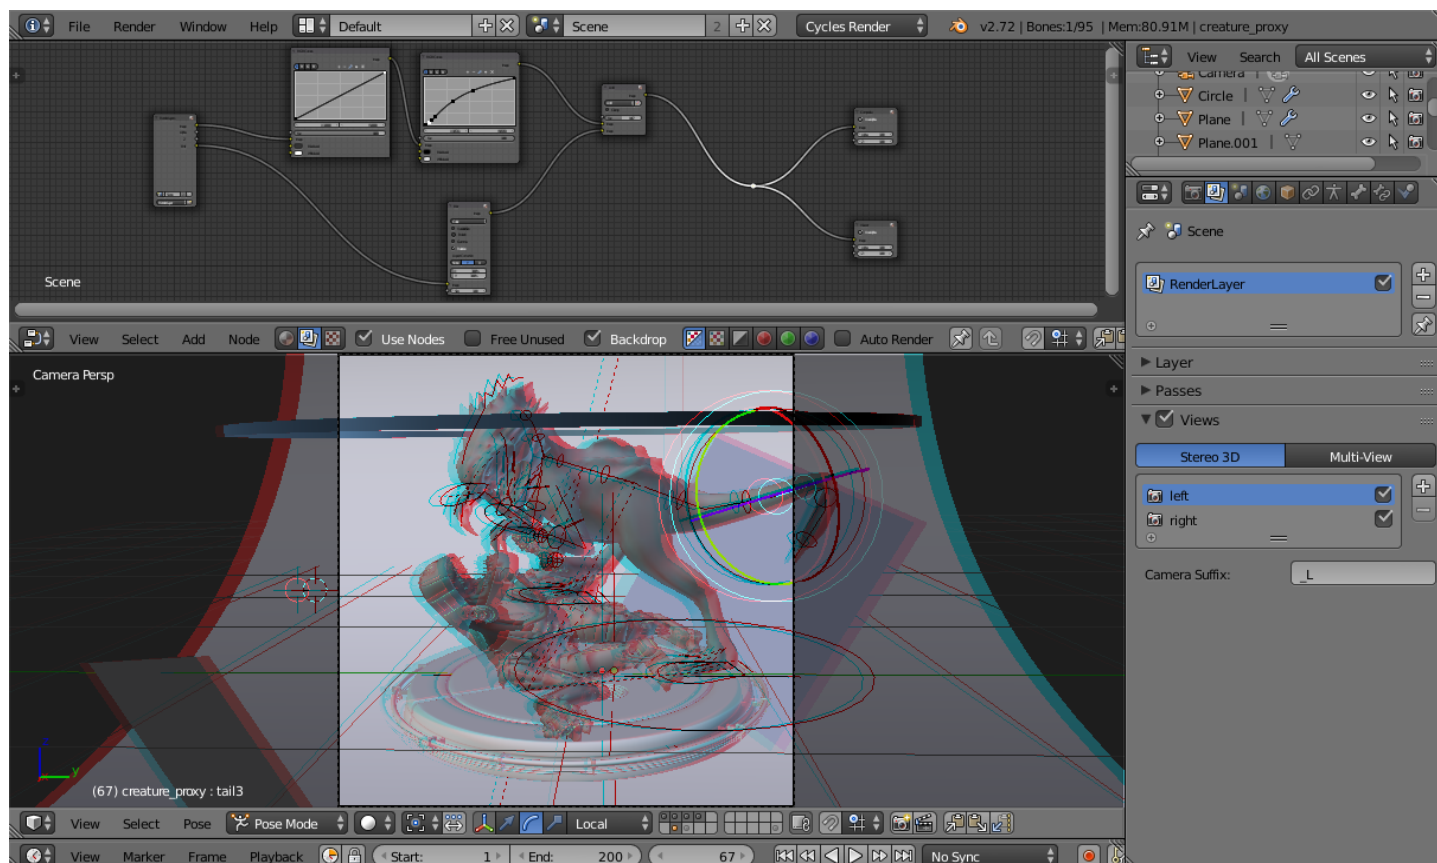 File Render Window Help Default Scene 2 Cycles Render v2.72 | Bones:1/95 | Mem:80.91M | creature_proxy
View Search All Scenes
Camera |
Circle |
Plane |
Plane.001 |
Scene
RenderLayer
Scene
View Select Add Node Use Nodes Free Unused Backdrop Auto Render
Layer
Passes
Views
Stereo 3D Multi-View
left
right
Camera Suffix: _L
Camera Persp
z
y
(67) creature_proxy : tail3
View Select Pose Pose Mode Local
View Marker Frame Playback Start: 1 End: 200 67 No Sync